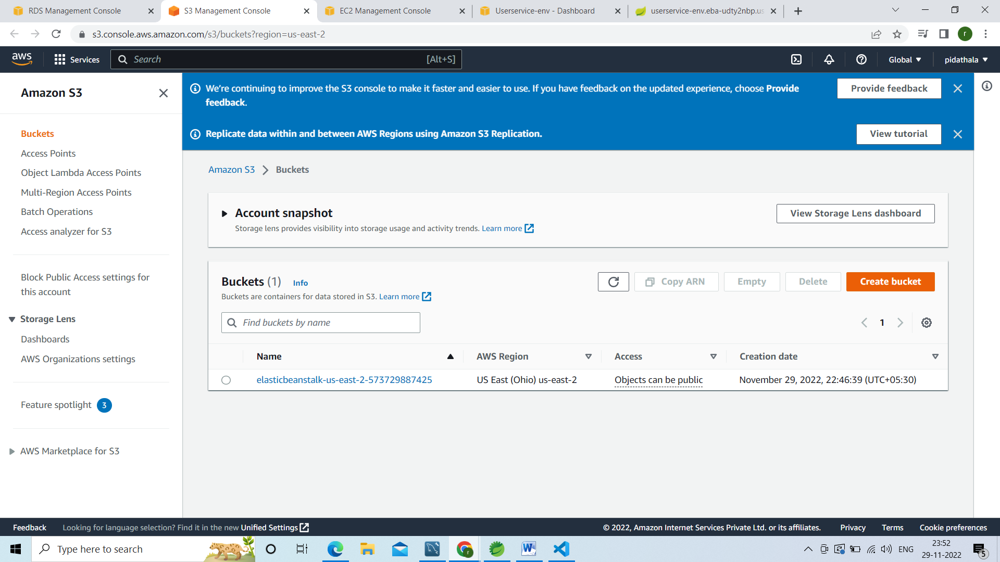 RDS Management Console
S3 Management Console
EC2 Management Console
Userservice-env - Dashboard
userservice-env.eba-udty2nbp.us
s3.console.aws.amazon.com/s3/buckets?region=us-east-2
r
aws
Services
Search
[Alt+S]
Global
pidathala
Amazon S3
Buckets
Access Points
Object Lambda Access Points
Multi-Region Access Points
Batch Operations
Access analyzer for S3
Block Public Access settings for
this account
Storage Lens
Dashboards
AWS Organizations settings
Feature spotlight 3
AWS Marketplace for S3
We're continuing to improve the S3 console to make it faster and easier to use. If you have feedback on the updated experience, choose Provide
feedback.
Provide feedback
Replicate data within and between AWS Regions using Amazon S3 Replication.
View tutorial
Amazon S3 Buckets
Account snapshot
Storage lens provides visibility into storage usage and activity trends. Learn more
View Storage Lens dashboard
Buckets (1) Info
Buckets are containers for data stored in S3. Learn more
Copy ARN
Empty
Delete
Create bucket
Find buckets by name
1
Name AWS Region Access Creation date
elasticbeanstalk-us-east-2-573729887425 US East (Ohio) us-east-2 Objects can be public November 29, 2022, 22:46:39 (UTC+05:30)
Feedback Looking for language selection? Find it in the new Unified Settings
© 2022, Amazon Internet Services Private Ltd. or its affiliates. Privacy Terms Cookie preferences
Type here to search
ENG
23:52
29-11-2022
5